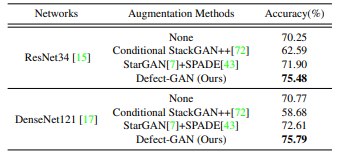 Networks Augmentation Methods Accuracy(%)
None 70.25
Conditional StackGAN++[72] 62.59
ResNet34 [15]
StarGAN[7]+SPADE[43] 71.90
Defect-GAN (Ours) 75.48
None 70.77
Conditional StackGAN++[72] 58.68
DenseNet121 [17]
StarGAN[7]+SPADE[43] 72.61
Defect-GAN (Ours) 75.79